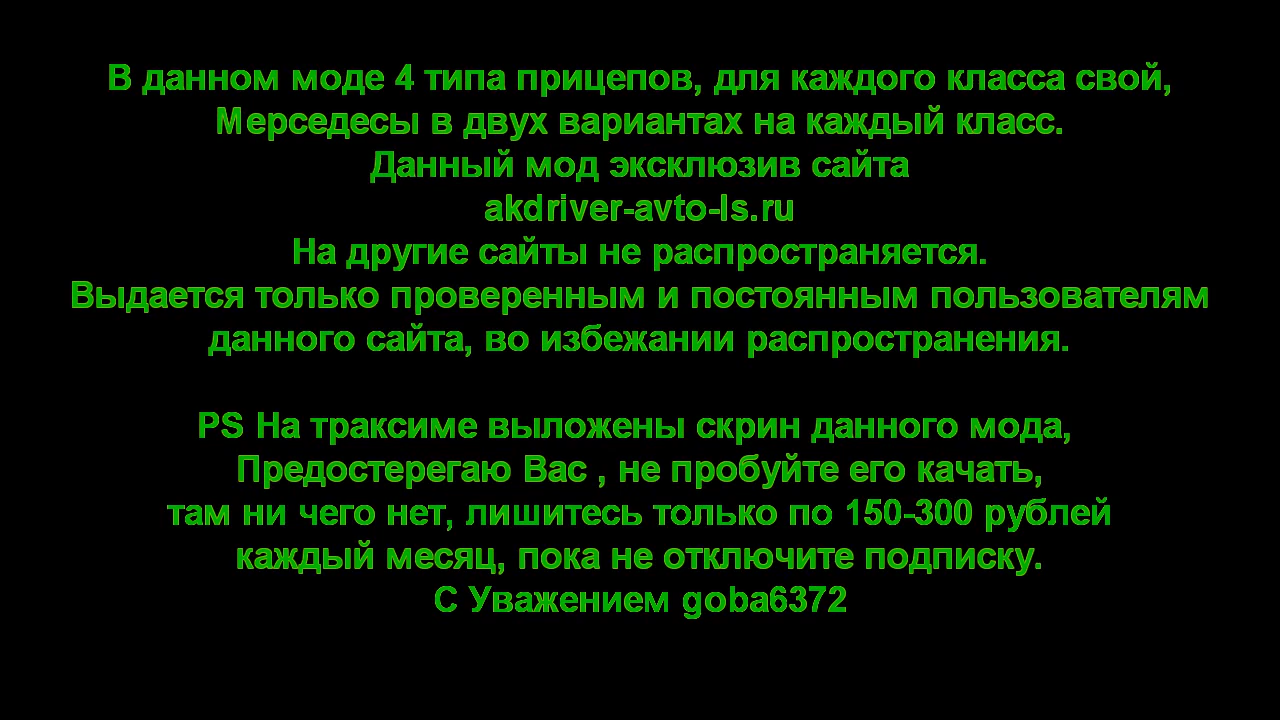 В данном моде 4 типа прицепов, для каждого класса свой,
Мерседесы в двух вариантах на каждый класс.
Данный мод эксклюзив сайта
akdriver-avto-ls.ru
На другие сайты не распространяется.
Выдается только проверенным и постоянным пользователям
данного сайта, во избежании распространения.
PS На траксиме выложены скрин данного мода,
Предостерегаю Вас , не пробуйте его качать,
там ни чего нет, лишитесь только по 150-300 рублей
каждый месяц, пока не отключите подписку.
С Уважением goba6372